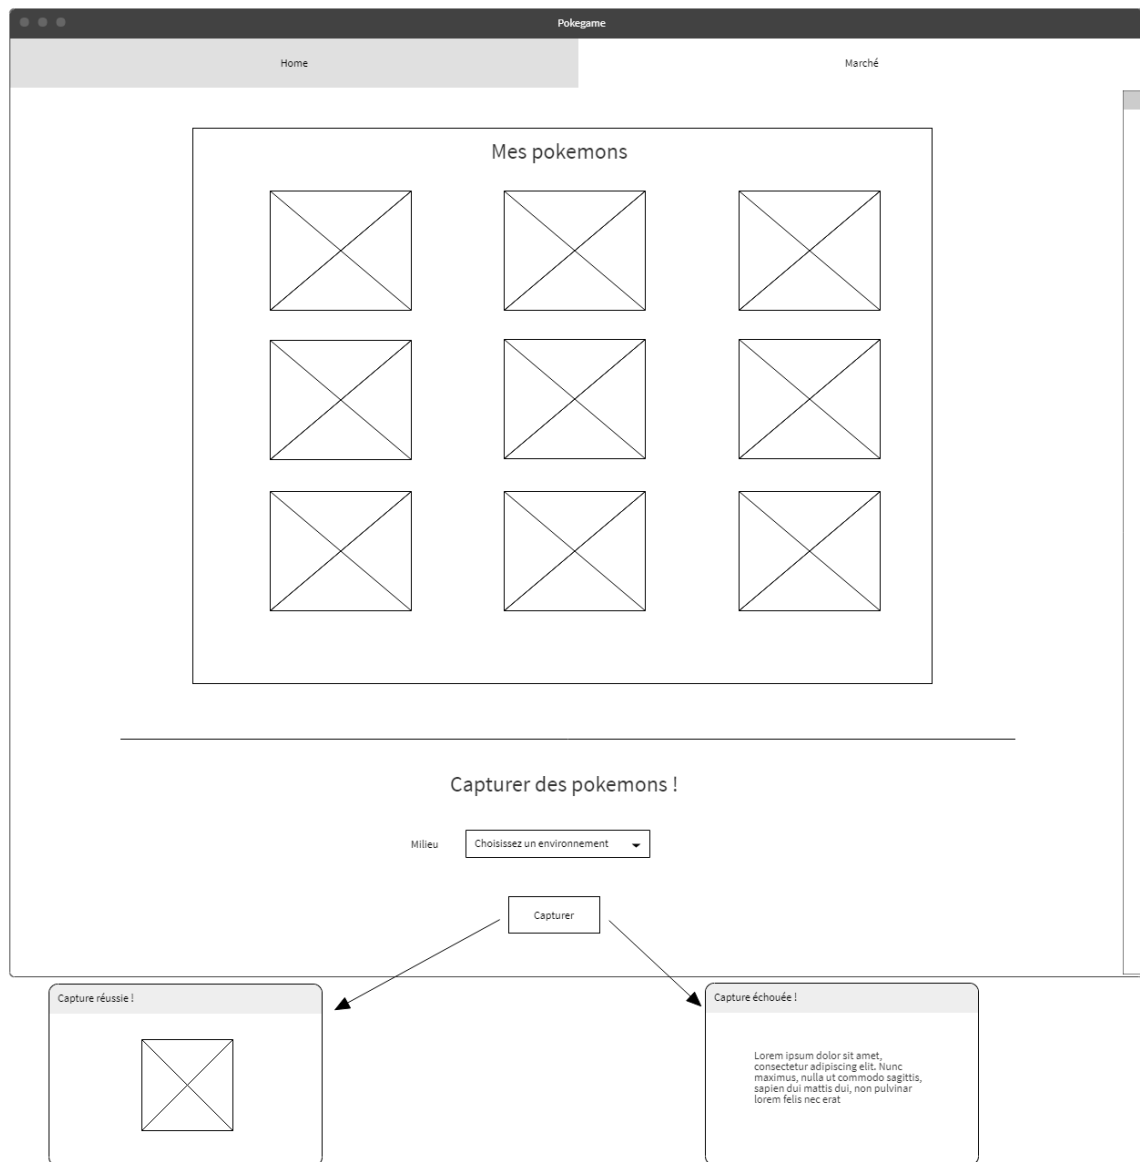 Pokegame
Home
Marché
Mes pokemons
Capturer des pokemons !
Milieu
Choisissez un environnement
Capturer
Capture réussie !
Capture échouée !
Lorem ipsum dolor sit amet,
consectetur adipiscing elit. Nunc
maximus, nulla ut commodo sagittis,
sapien dui mattis dui, non pulvinar
lorem felis nec erat